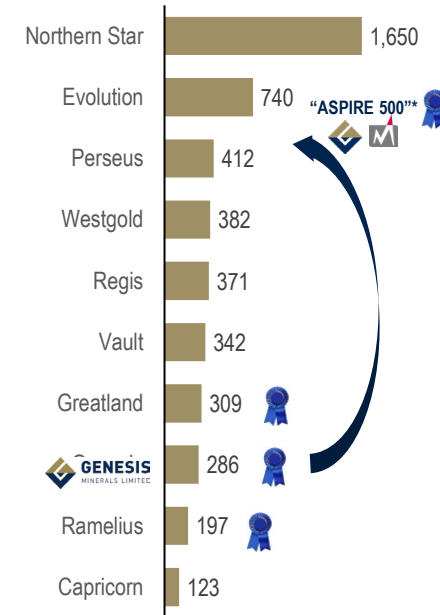 Northern Star 1,650
Evolution 740
“ASPIRE 500”*
Perseus 412
Westgold 382
Regis 371
Vault 342
Greatland 309
GENESIS 286
MINERALS LIMITED
Ramelius 197
Capricorn 123